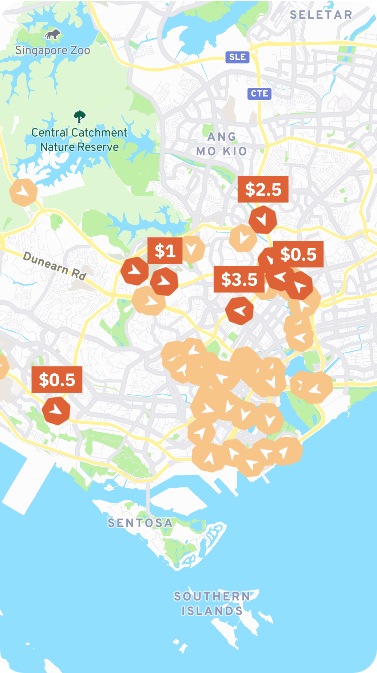 SELETAR
Singapore Zoo
SLE
CTE
Central Catchment
Nature Reserve
ANG
MO KIO
$2.5
$1
$0.5
Dunearn Rd
$3.5
$0.5
SENTOSA
SOUTHERN
ISLANDS